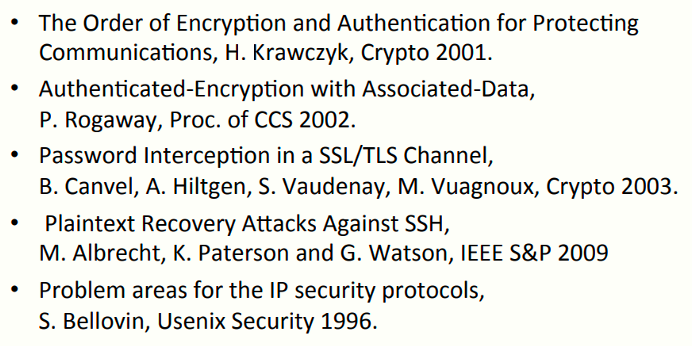 • The Order of Encryption and Authentication for Protecting
Communications, H. Krawczyk, Crypto 2001.
• Authenticated-Encryption with Associated-Data,
P. Rogaway, Proc. of CCS 2002.
• Password Interception in a SSL/TLS Channel,
B. Canvel, A. Hiltgen, S. Vaudenay, M. Vuagnoux, Crypto 2003.
• Plaintext Recovery Attacks Against SSH,
M. Albrecht, K. Paterson and G. Watson, IEEE S&P 2009
• Problem areas for the IP security protocols,
S. Bellovin, Usenix Security 1996.